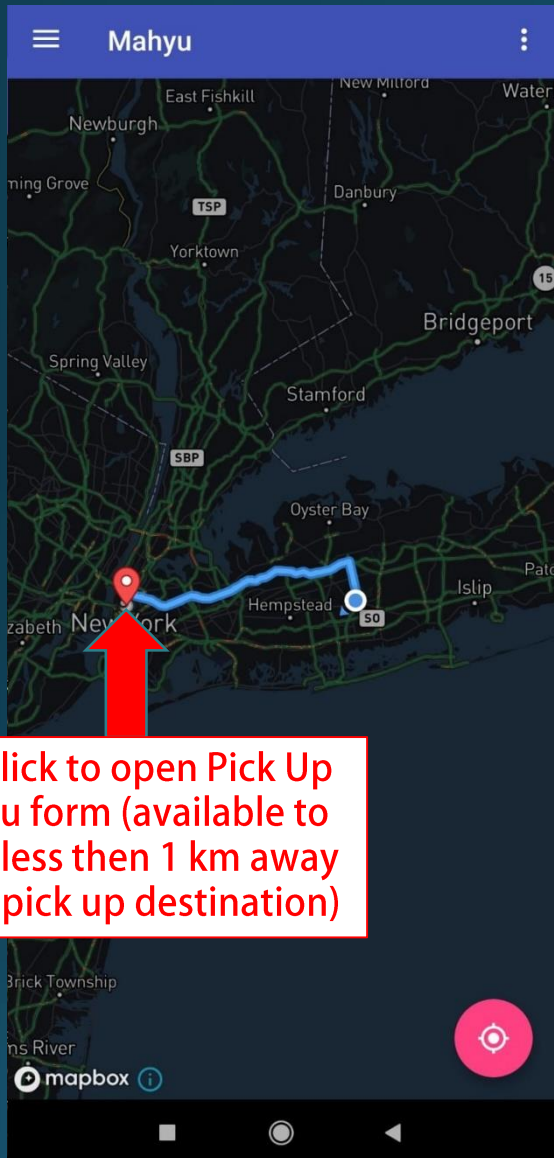 Mahyu
New Milford
East Fishkill
Water
Newburgh
ming Grove
Danbury
TSP
Yorktown
15
Bridgeport
Spring Valley
Stamford
SBP
Oyster Bay
Patc
Islip
Hempstead
SO
zabeth New York
lick to open Pick Up
u form (available to
less then 1 km away
pick up destination)
Brick Township
ms River
mapbox